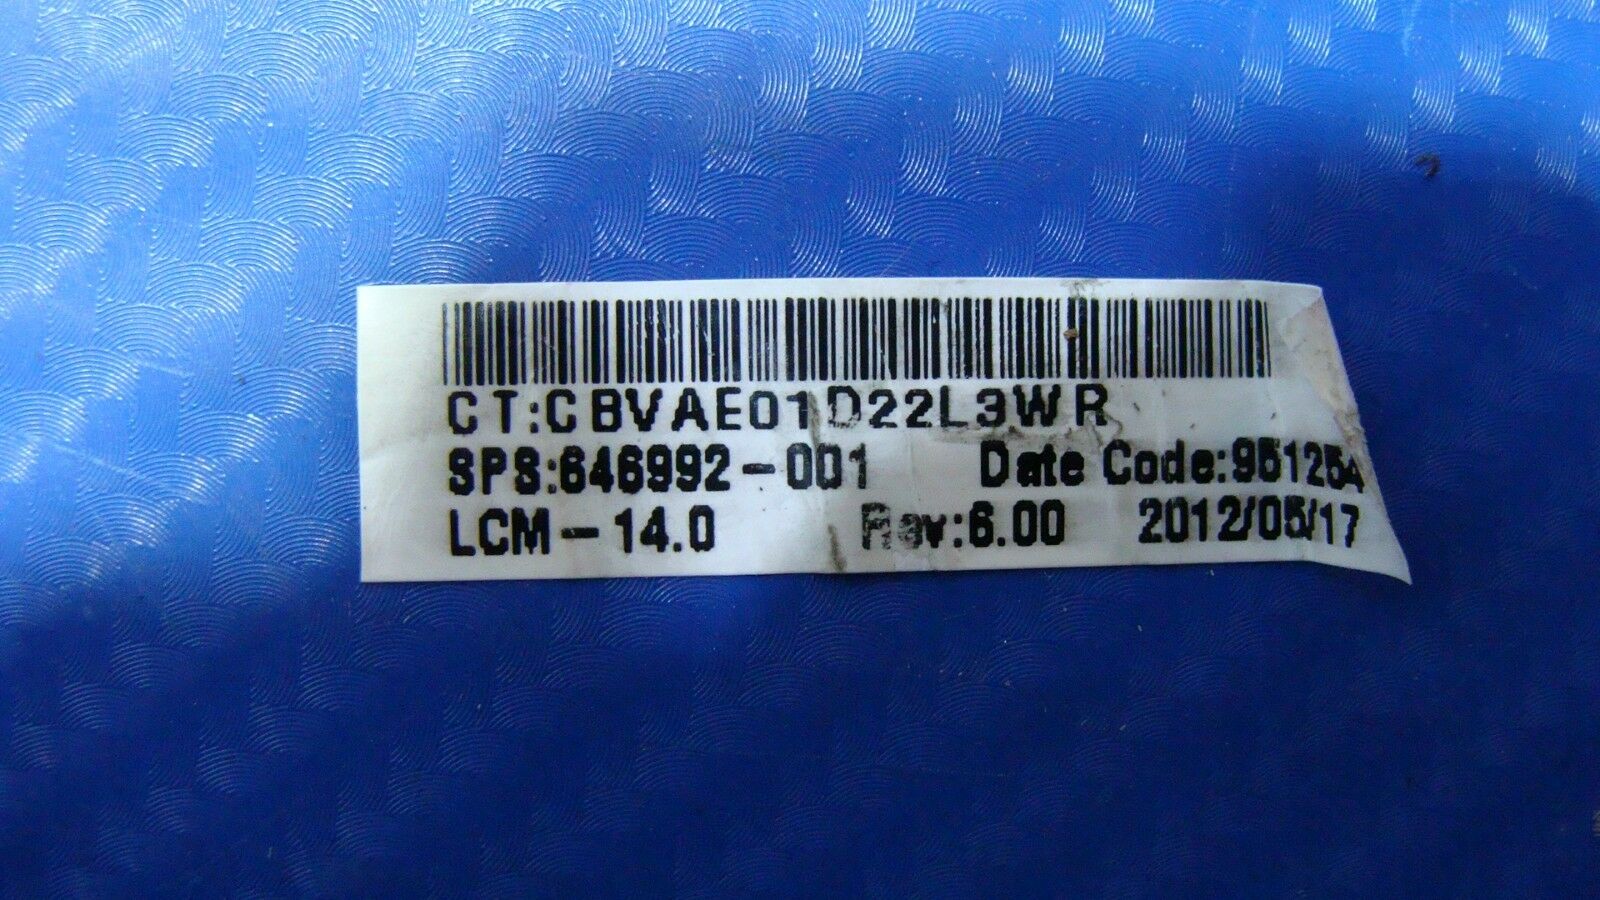 CT:CBVAE01D22L3WR
SPS:646992-001 Date Code:951254
LCM-14.0 Rev:6.00 2012/05/17